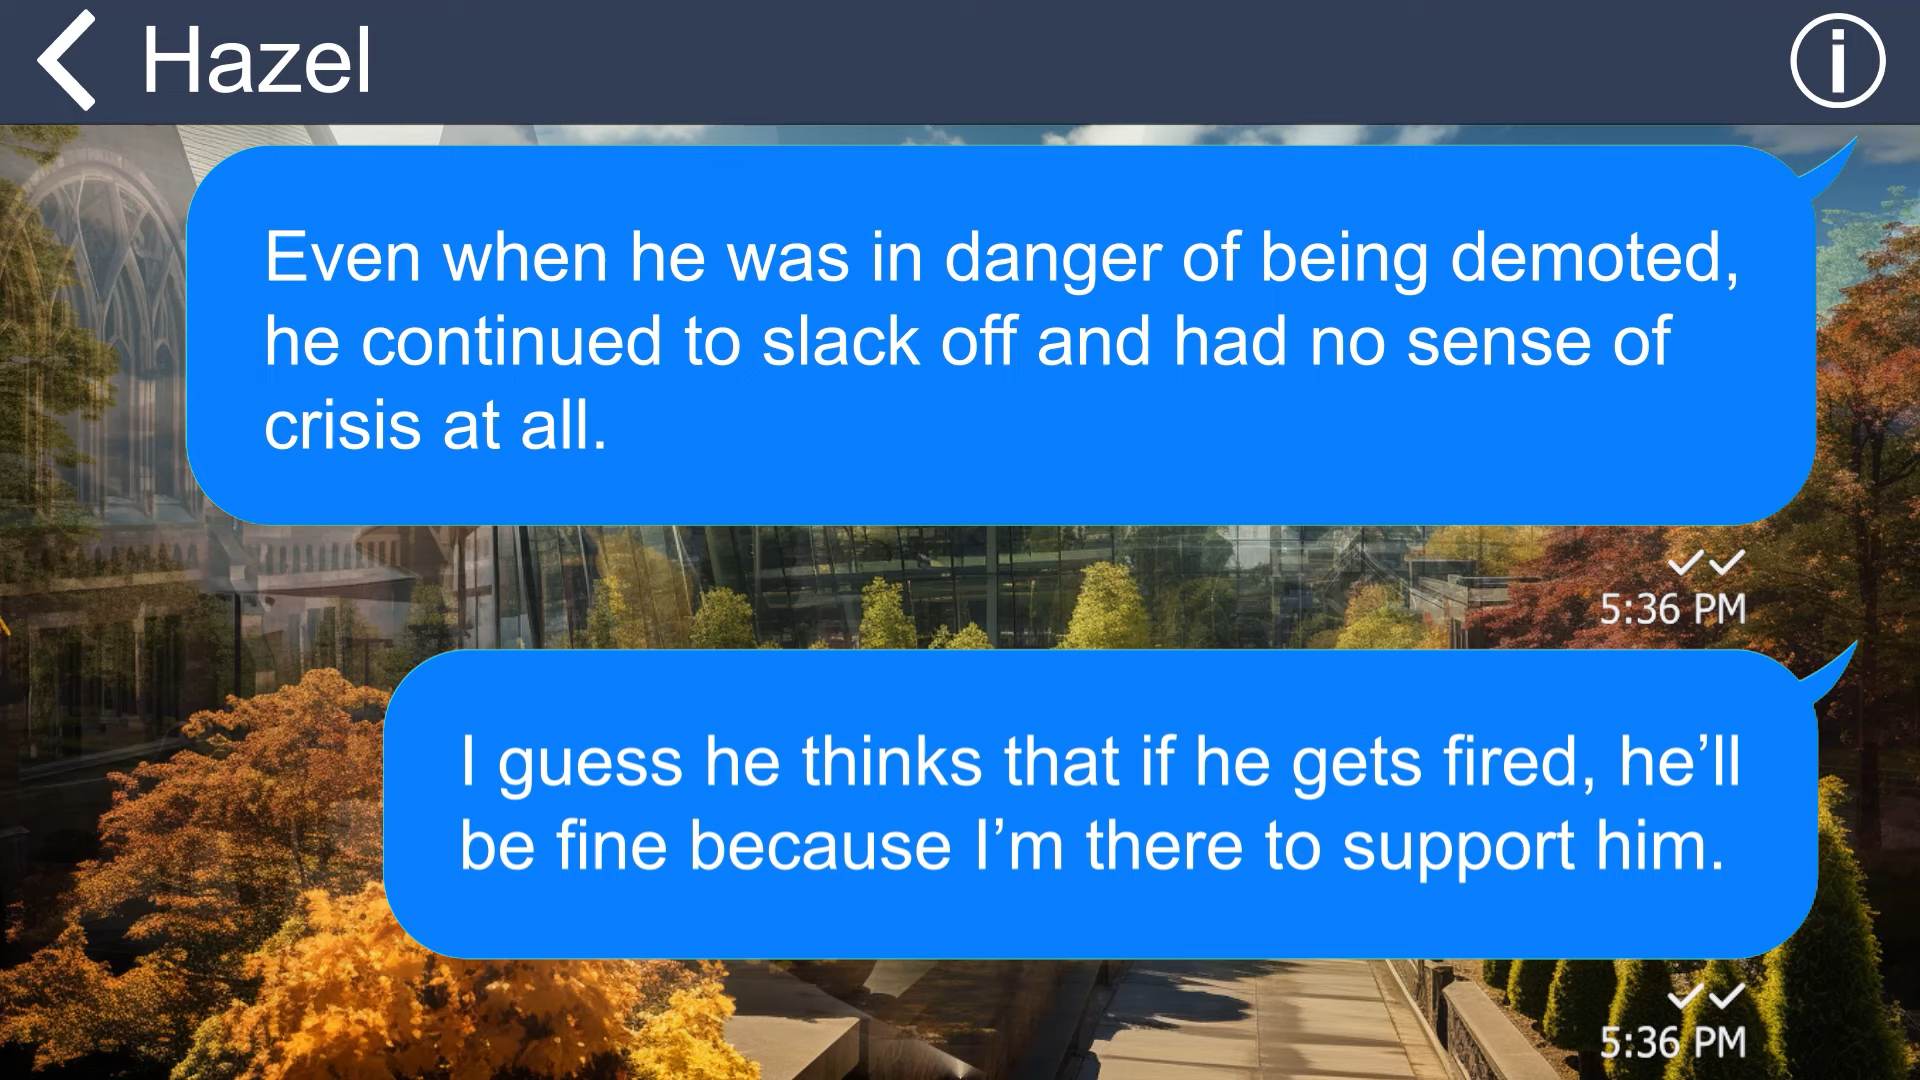 Hazel
Even when he was in danger of being demoted,
he continued to slack off and had no sense of
crisis at all.
5:36 PM
I guess he thinks that if he gets fired, he’ll
be fine because I’m there to support him.
5:36 PM